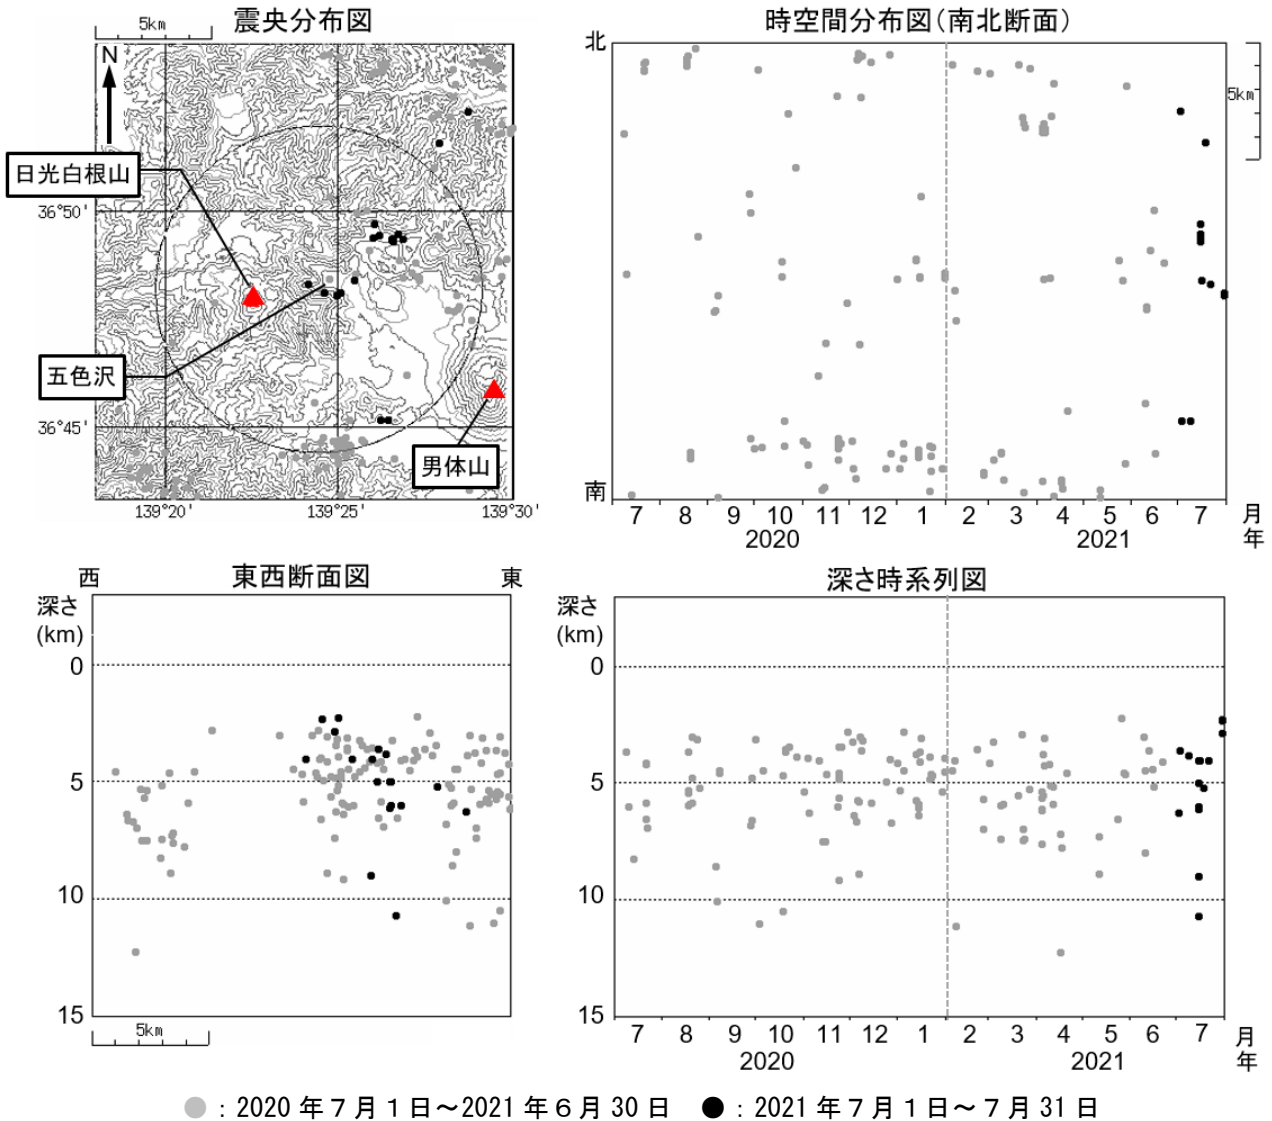 震央分布図
5km
N
日光白根山
36°50'
五色沢
36°45'
男体山
139°20'
139°25'
139°30'
時空間分布図(南北断面)
北
5km
南
7 8 9 10 11 12 1 2 3 4 5 6 7 月
2020 2021 年
東西断面図
西 東
深さ
(km)
0
5
10
15
5km
深さ時系列図
深さ
(km)
0
5
10
15
7 8 9 10 11 12 1 2 3 4 5 6 7 月
2020 2021 年
●:2020年7月1日~2021年6月30日 ●:2021年7月1日~7月31日